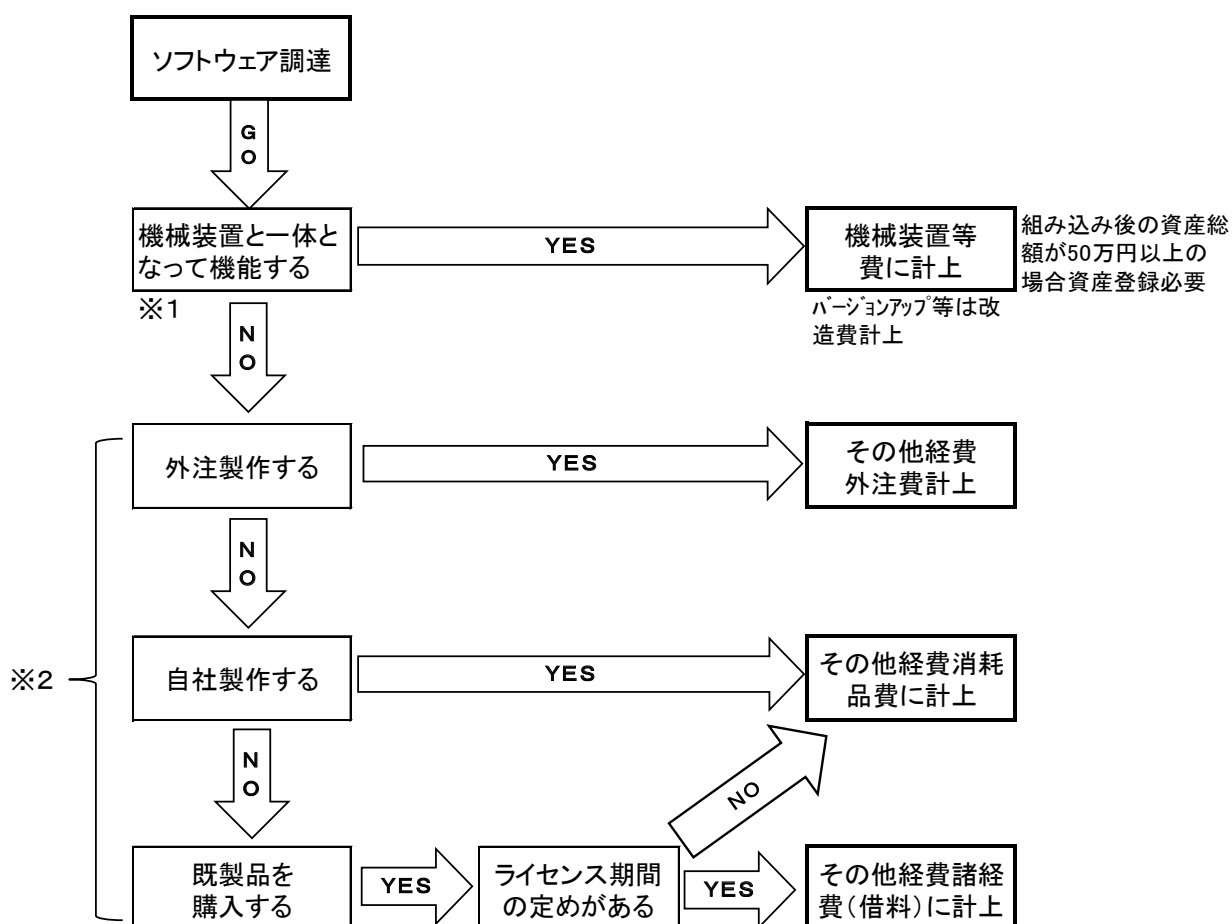 ソフトウェア調達
G
O
機械装置と一体と
なって機能する
※1
YES
機械装置等
費に計上
組み込み後の資産総
額が50万円以上の
場合資産登録必要
ﾊﾞｰｼﾞｮﾝｱｯﾌﾟ等は改
造費計上
N
O
外注製作する
YES
その他経費
外注費計上
N
O
※2
自社製作する
YES
その他経費消耗
品費に計上
N
O
NO
既製品を
購入する
YES
ライセンス期間
の定めがある
YES
その他経費諸経
費（借料）に計上